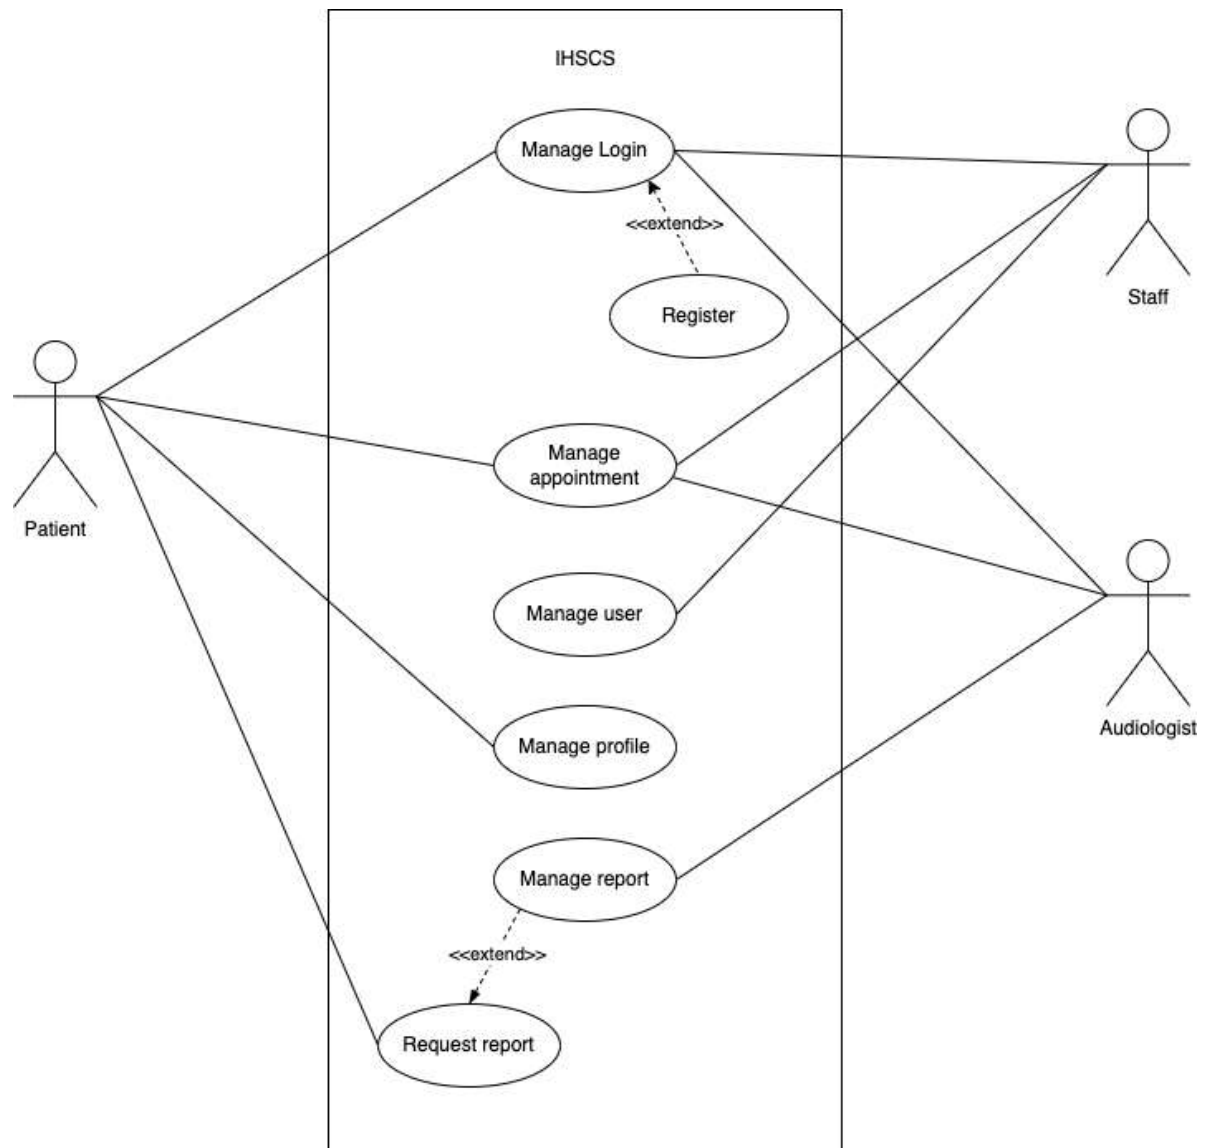 IHSCS
Manage Login
<<extend>>
Register
Staff
Manage
appointment
Patient
Manage user
Manage profile
Audiologist
Manage report
<<extend>>
Request report